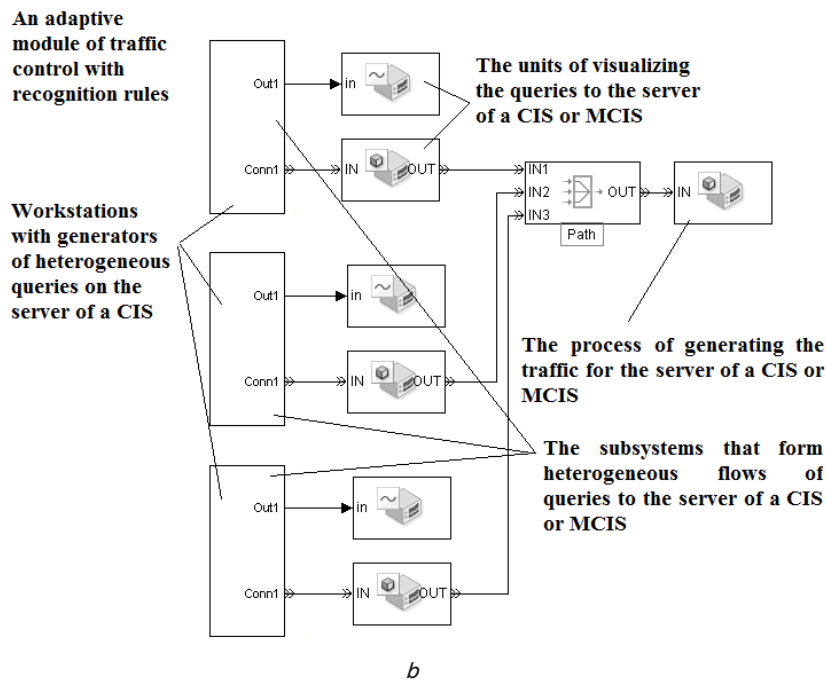 An adaptive
module of traffic
control with
recognition rules
Out1
in
The units of visualizing
the queries to the server
of a CIS or MCIS
Conn1
IN
OUT
IN1
IN2
IN3
OUT
Path
IN
Workstations
with generators
of heterogeneous
queries on the
server of a CIS
Out1
in
Conn1
IN
OUT
The process of generating the
traffic for the server of a CIS or
MCIS
The subsystems that form
heterogeneous flows of
queries to the server of a CIS
or MCIS
Out1
in
Conn1
IN
OUT
b